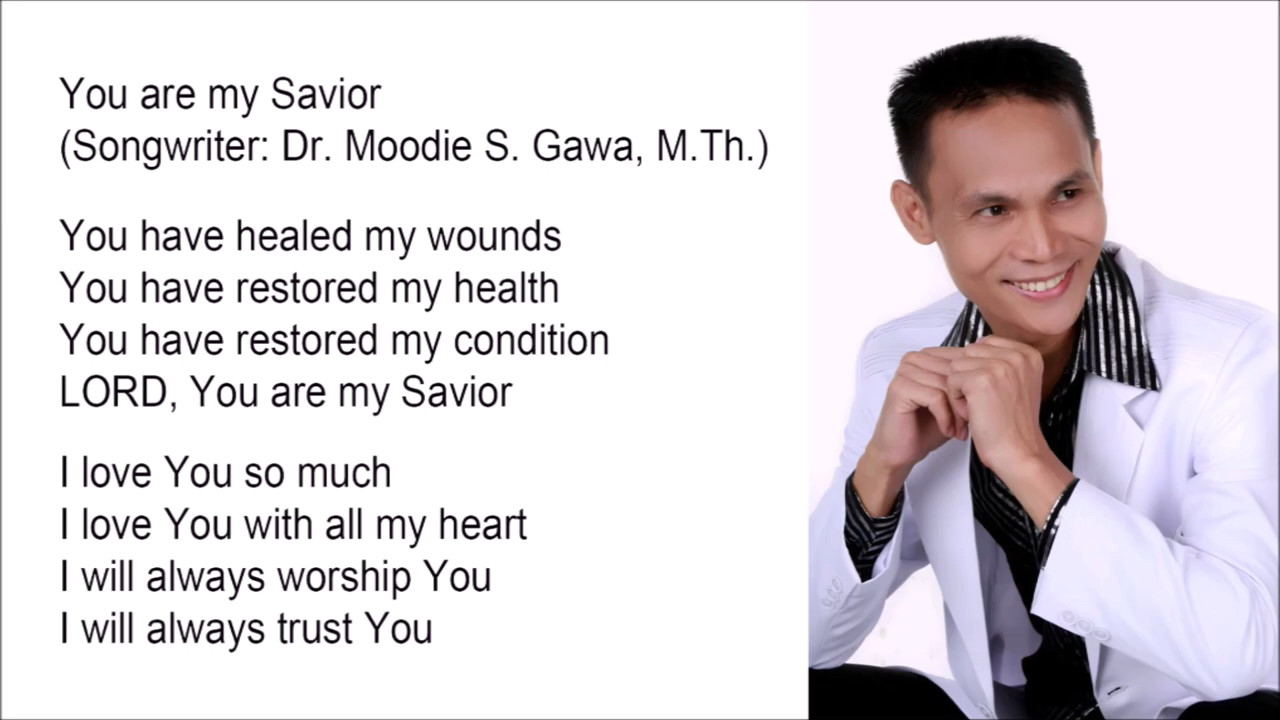 You are my Savior
(Songwriter: Dr. Moodie S. Gawa, M.Th.)
You have healed my wounds
You have restored my health
You have restored my condition
LORD, You are my Savior
I love You so much
I love You with all my heart
I will always worship You
I will always trust You